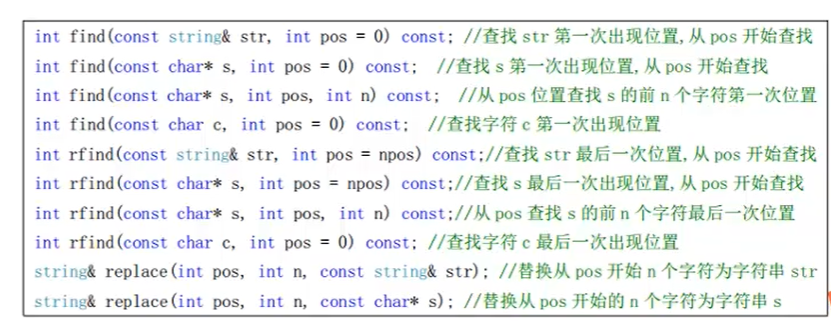 int find(const string& str, int pos = 0) const; //查找 str 第一次出现位置,从 pos 开始查找
int find(const char* s, int pos = 0) const;  //查找 s 第一次出现位置,从 pos 开始查找
int find(const char* s, int pos, int n) const;  //从 pos 位置查找 s 的前 n 个字符第一次位置
int find(const char c, int pos = 0) const;  //查找字符 c 第一次出现位置
int rfind(const string& str, int pos = npos) const;//查找 str 最后一次位置,从 pos 开始查找
int rfind(const char* s, int pos = npos) const;//查找 s 最后一次出现位置,从 pos 开始查找
int rfind(const char* s, int pos, int n) const;//从 pos 查找 s 的前 n 个字符最后一次位置
int rfind(const char c, int pos = 0) const; //查找字符 c 最后一次出现位置
string& replace(int pos, int n, const string& str); //替换从 pos 开始 n 个字符为字符串 str
string& replace(int pos, int n, const char* s); //替换从 pos 开始的 n 个字符为字符串 s